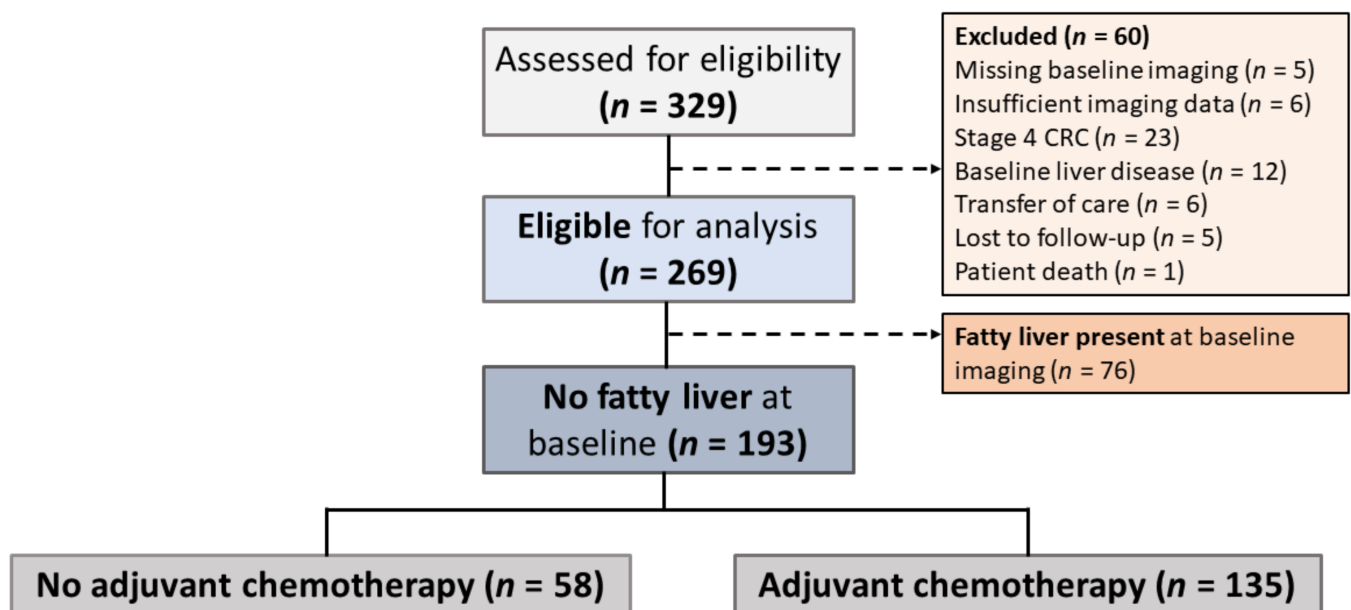 Assessed for eligibility
(n = 329)
Excluded (n = 60)
Missing baseline imaging (n = 5)
Insufficient imaging data (n = 6)
Stage 4 CRC (n = 23)
Baseline liver disease (n = 12)
Transfer of care (n = 6)
Lost to follow-up (n = 5)
Patient death (n = 1)
Eligible for analysis
(n = 269)
Fatty liver present at baseline
imaging (n = 76)
No fatty liver at
baseline (n = 193)
No adjuvant chemotherapy (n = 58)
Adjuvant chemotherapy (n = 135)